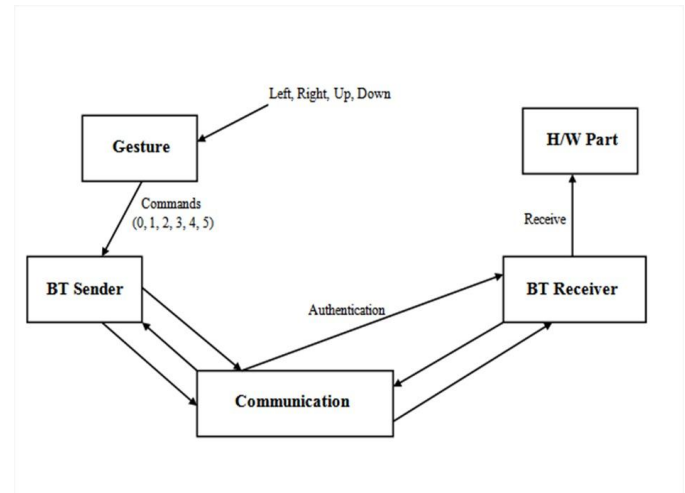 Left, Right, Up, Down
Gesture
H/W Part
Commands
(0, 1, 2, 3, 4, 5)
Receive
BT Sender
BT Receiver
Authentication
Communication